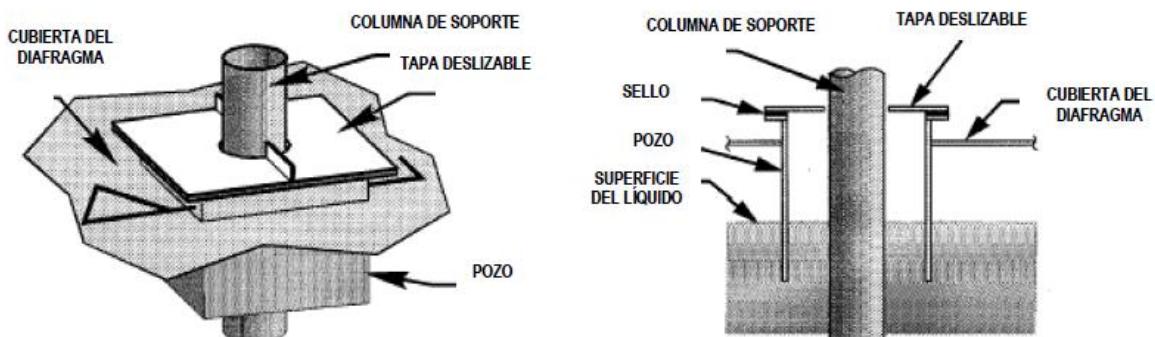 COLUMNA DE SOPORTE
CUBIERTA DEL
DIAFRAGMA
TAPA DESLIZABLE
POZO
COLUMNA DE SOPORTE
TAPA DESLIZABLE
SELLO
CUBIERTA DEL
DIAFRAGMA
POZO
SUPERFICIE
DEL LÍQUIDO